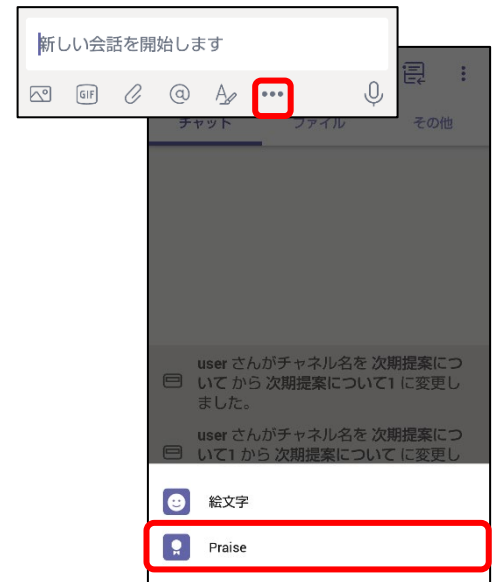 新しい会話を開始します
GIF
チャット ファイル その他
user さんがチャネル名を 次期提案につ
いて から 次期提案について1 に変更し
ました。
user さんがチャネル名を 次期提案につ
いて1 から 次期提案について に変更し
絵文字
Praise